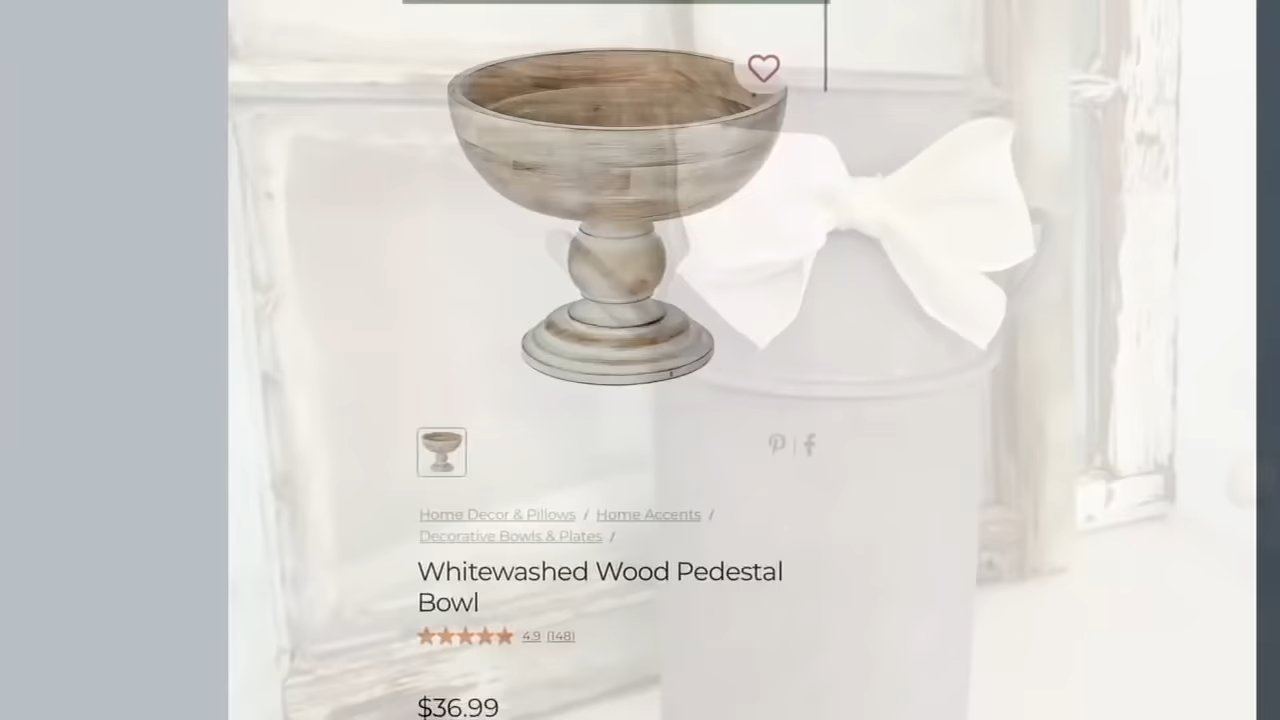 Home Decor & Pillows / Home Accents /
Decorative Bowls & Plates /
Whitewashed Wood Pedestal
Bowl
4.9 (148)
$36.99